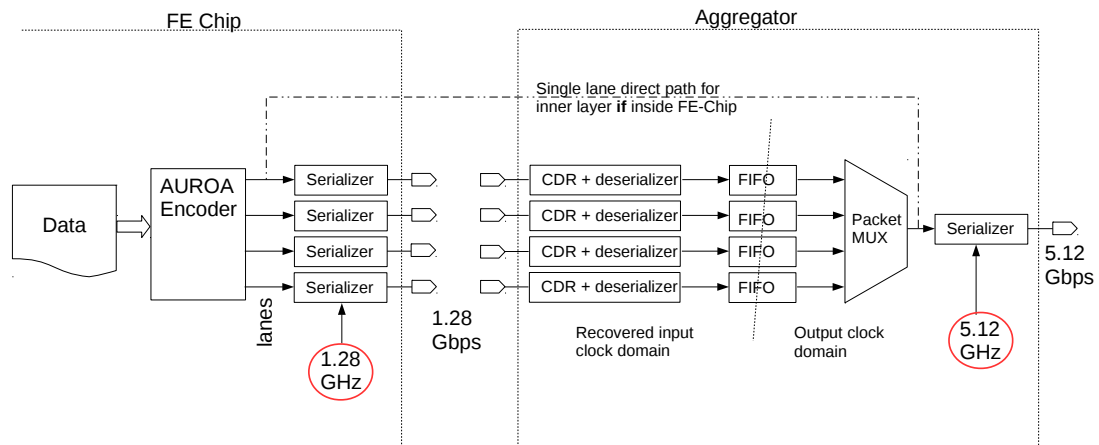 FE Chip
Aggregator
Single lane direct path for
inner layer if inside FE-Chip
Data
AUROA
Encoder
Serializer
Serializer
Serializer
Serializer
lanes
1.28
GHz
1.28
Gbps
CDR + deserializer
CDR + deserializer
CDR + deserializer
CDR + deserializer
FIFO
FIFO
FIFO
FIFO
Recovered input
clock domain
Output clock
domain
Packet
MUX
Serializer
5.12
GHz
5.12
Gbps